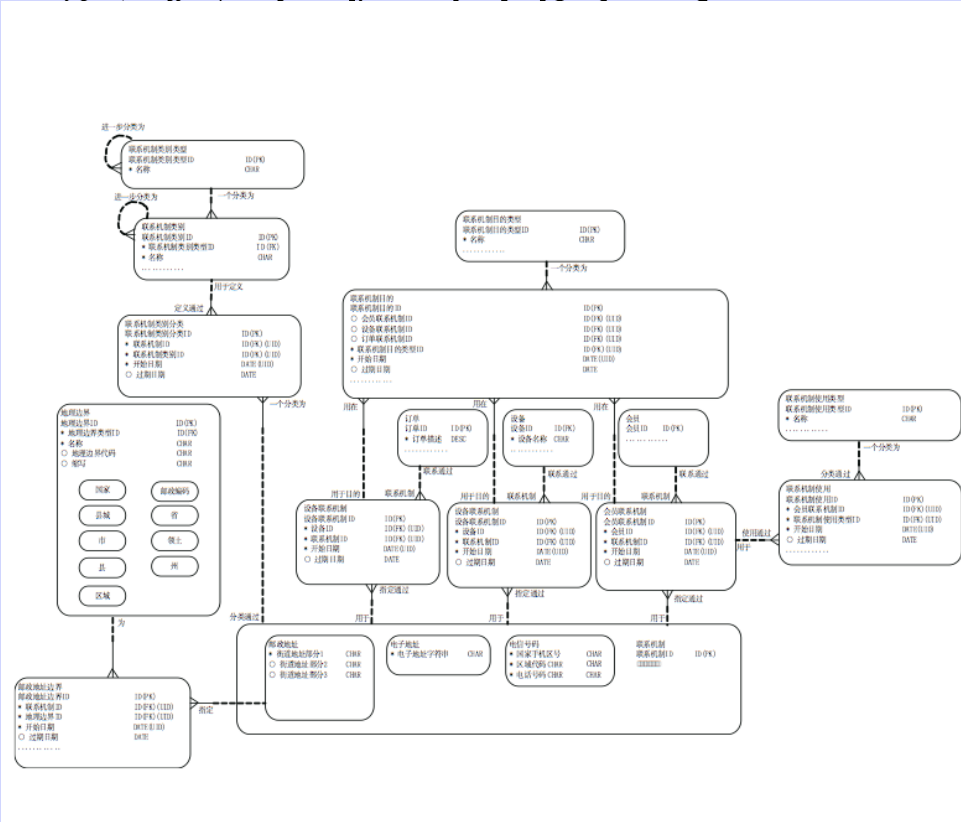 进一步分类为
联系机制类别类型
联系机制类别类型ID ID(PK)
* 名称 CHAR
进一步分类为
一个分类为
联系机制类别
联系机制类别ID ID(PK)
* 联系机制类别类型ID ID(FK)
* 名称 CHAR
............
用于定义
定义通过
联系机制类别分类
联系机制类别分类ID ID(PK)
* 联系机制ID ID(FK)(UID)
* 联系机制类别ID ID(FK)(UID)
* 开始日期 DATE(UID)
○ 过期日期 DATE
一个分类为
联系机制目的类型
联系机制目的类型ID ID(PK)
* 名称 CHAR
............
一个分类为
联系机制目的
联系机制目的ID ID(PK)
○ 会员联系机制ID ID(FK)(UID)
○ 设备联系机制ID ID(FK)(UID)
○ 订单联系机制ID ID(FK)(UID)
* 联系机制目的类型ID ID(FK)(UID)
* 开始日期 DATE(UID)
○ 过期日期 DATE
............
用在
用在
用在
订单
订单ID ID(PK)
* 订单描述 DESC
............
设备
设备ID ID(PK)
* 设备名称 CHAR
............
会员
会员ID ID(PK)
............
联系通过
联系通过
联系通过
联系机制使用类型
联系机制使用类型ID ID(PK)
* 名称 CHAR
............
一个分类为
分类通过
联系机制使用
联系机制使用ID ID(PK)
* 会员联系机制ID ID(FK)(UID)
* 联系机制使用类型ID ID(FK)(UID)
* 开始日期 DATE(UID)
○ 过期日期 DATE
............
使用通过
用于
地理边界
地理边界ID ID(PK)
* 地理边界类型ID ID(FK)
* 名称 CHAR
○ 地理边界代码 CHAR
○ 缩写 CHAR
国家
邮政编码
县城
省
市
领土
县
州
区域
为
用于目的
联系机制
设备联系机制
设备联系机制ID ID(PK)
* 设备ID ID(FK)(UID)
* 联系机制ID ID(FK)(UID)
* 开始日期 DATE(UID)
○ 过期日期 DATE
用于目的
联系机制
设备联系机制
设备联系机制ID ID(PK)
* 设备ID ID(FK)(UID)
* 联系机制ID ID(FK)(UID)
* 开始日期 DATE(UID)
○ 过期日期 DATE
用于目的
联系机制
会员联系机制
会员联系机制ID ID(PK)
* 会员ID ID(FK)(UID)
* 联系机制ID ID(FK)(UID)
* 开始日期 DATE(UID)
○ 过期日期 DATE
指定通过
指定通过
指定通过
分类通过
用于
用于
用于
邮政地址
* 街道地址部分1 CHAR
○ 街道地址部分2 CHAR
○ 街道地址部分3 CHAR
电子地址
* 电子地址字符串 CHAR
电信号码
* 国家手机区号 CHAR
* 区域代码CHAR CHAR
* 电话号码CHAR CHAR
联系机制
联系机制ID ID(PK)
邮政地址边界
邮政地址边界ID ID(PK)
* 联系机制ID ID(FK)(UID)
* 地理边界ID ID(FK)(UID)
* 开始日期 DATE(UID)
○ 过期日期 DATE
............
指定